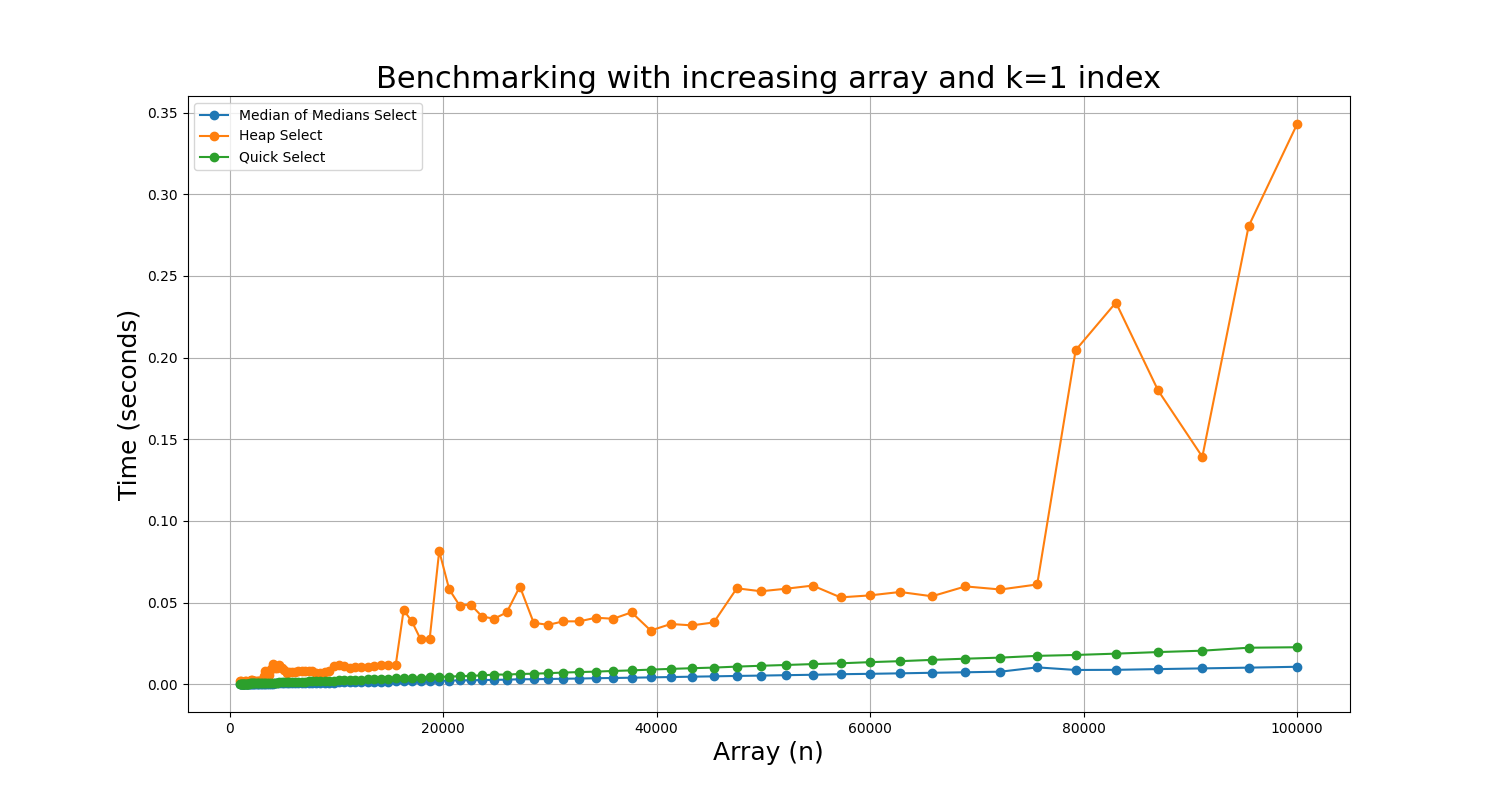 Benchmarking with increasing array and k=1 index
Median of Medians Select
Heap Select
Quick Select
Time (seconds)
0.35
0.30
0.25
0.20
0.15
0.10
0.05
0.00
0 20000 40000 60000 80000 100000
Array (n)